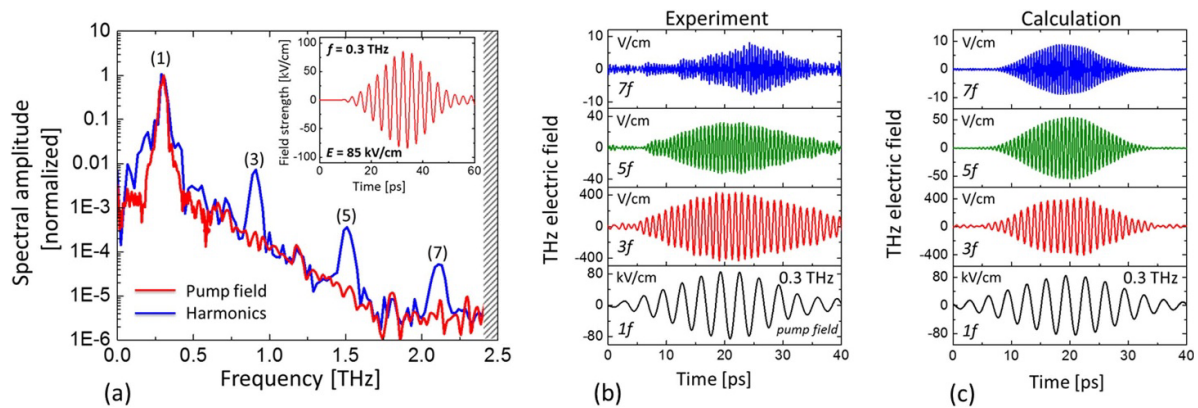 Spectral amplitude
[normalized]
10
1
0.1
0.01
1E-3
1E-4
1E-5
1E-6
(1)
(3)
(5)
(7)
Pump field
Harmonics
0.0 0.5 1.0 1.5 2.0 2.5
Frequency [THz]
(a)
Field strength [kV/cm]
100
50
0
-50
-100
f = 0.3 THz
E = 85 kV/cm
0 20 40 60
Time [ps]
Experiment
THz electric field
10
0
-10
V/cm
7f
30
0
-30
V/cm
5f
400
0
-400
V/cm
3f
80
0
-80
kV/cm
0.3 THz
1f
pump field
0 10 20 30 40
Time [ps]
(b)
Calculation
THz electric field
10
0
-10
V/cm
7f
50
0
-50
V/cm
5f
400
0
-400
V/cm
3f
80
0
-80
kV/cm
0.3 THz
1f
0 10 20 30 40
Time [ps]
(c)